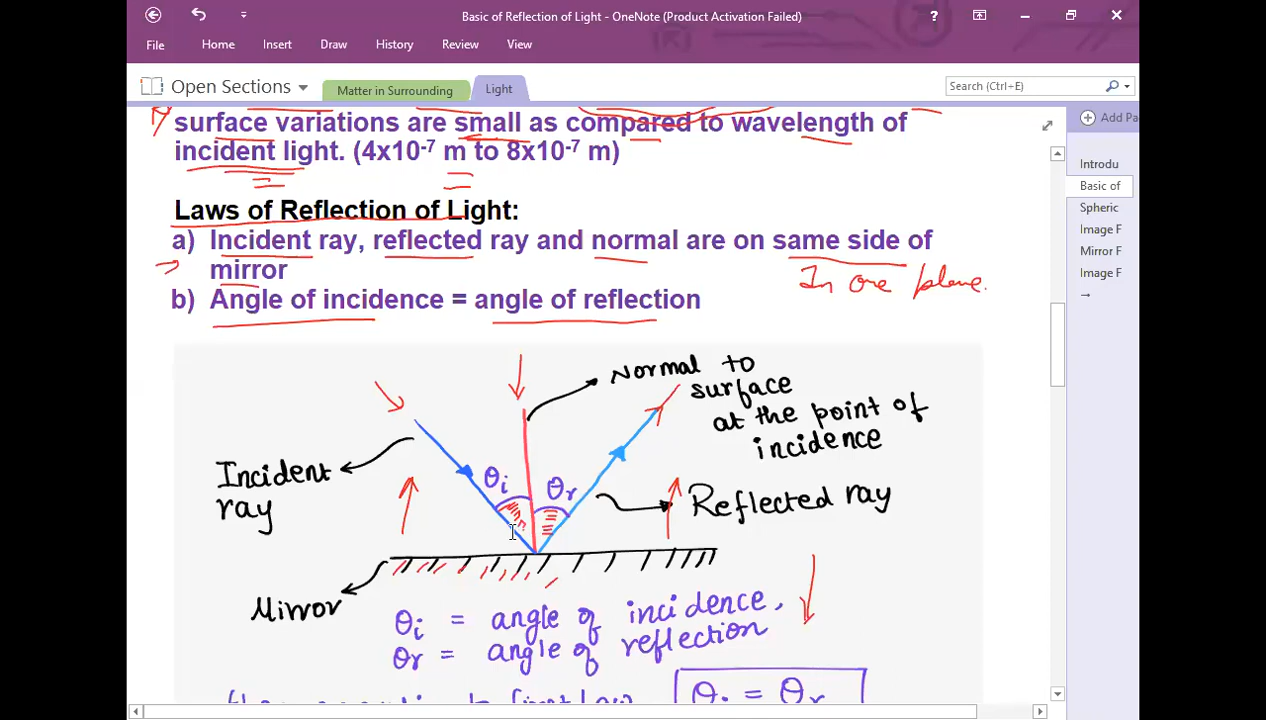 Basic of Reflection of Light - OneNote (Product Activation Failed)
?
File Home Insert Draw History Review View
Open Sections Matter in Surrounding Light Search (Ctrl+E)
Add Pa
surface variations are small as compared to wavelength of
incident light. (4x10⁻⁷ m to 8x10⁻⁷ m)
Introdu
Basic of
Spheric
Image F
Mirror F
Image F
Laws of Reflection of Light:
a) Incident ray, reflected ray and normal are on same side of
mirror
In one plane.
b) Angle of incidence = angle of reflection
Normal to
surface
at the point of
incidence
Incident
ray
θi θr
Reflected ray
Mirror
θi = angle of incidence,
θr = angle of reflection
θi = θr